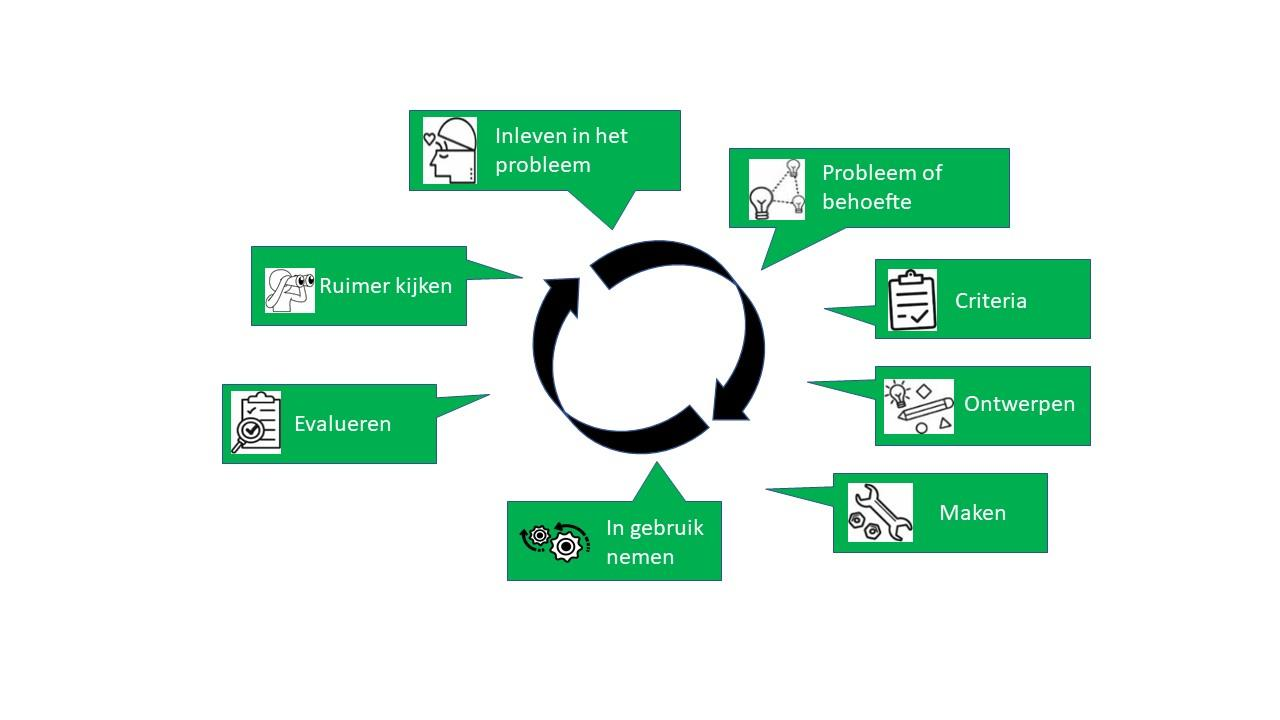 Inleven in het
probleem
Probleem of
behoefte
Criteria
Ontwerpen
Maken
In gebruik
nemen
Evalueren
Ruimer kijken